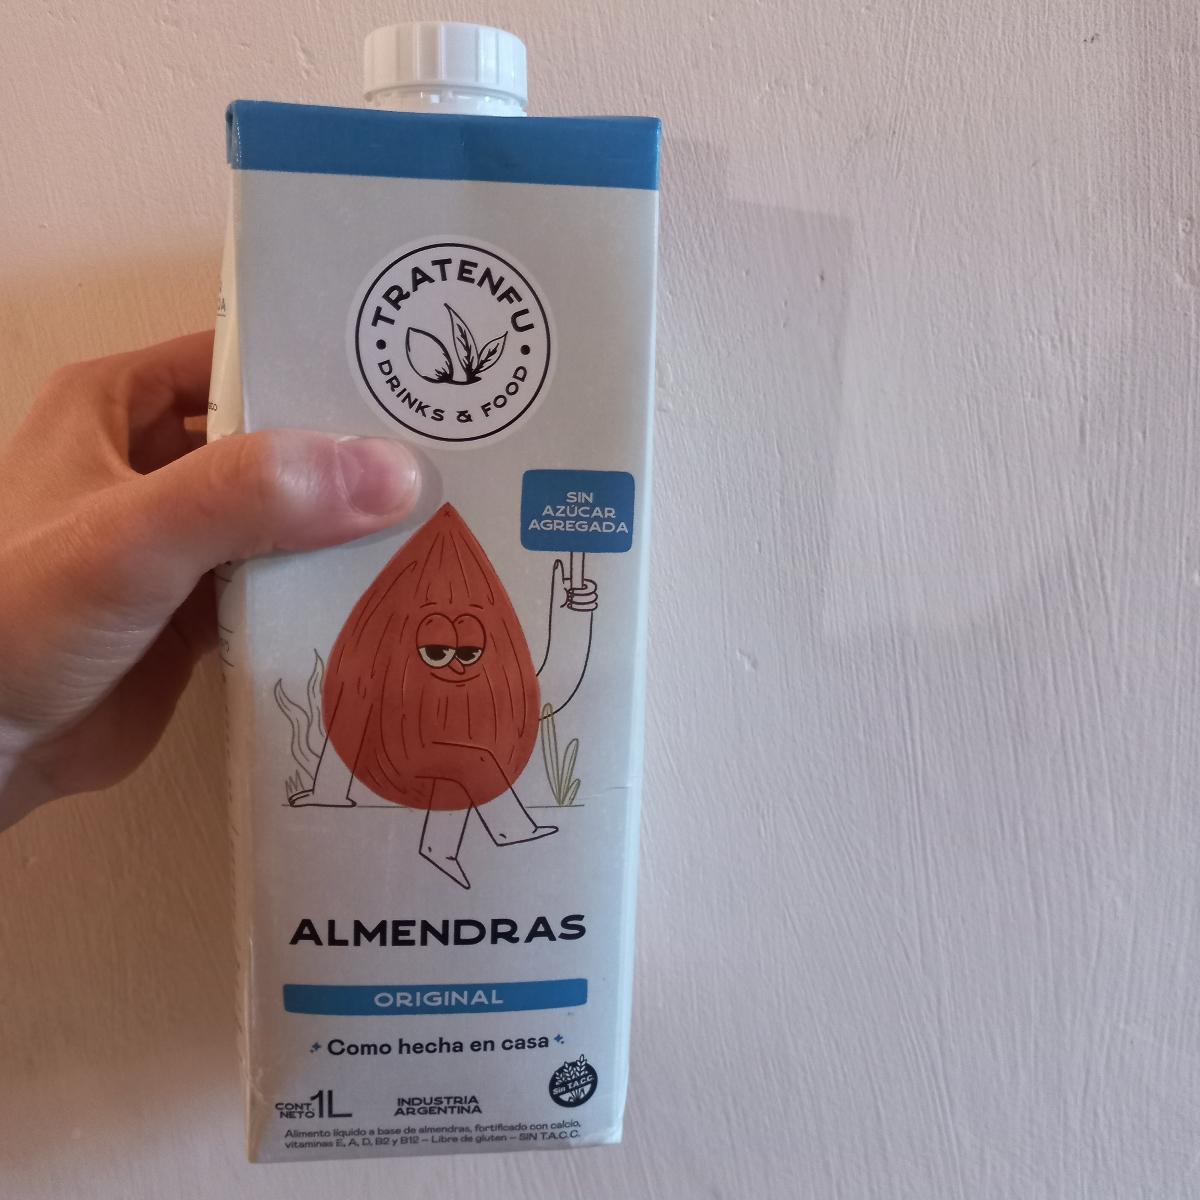 TRATENFU
DRINKS & FOOD
SIN
AZÚCAR
AGREGADA
ALMENDRAS
ORIGINAL
Como hecha en casa
CONT.
NETO 1L
INDUSTRIA
ARGENTINA
Sin T.A.C.C.
Alimento líquido a base de almendras, fortificado con calcio,
vitaminas E, A, D, B2 y B12 – Libre de gluten – SIN T.A.C.C.